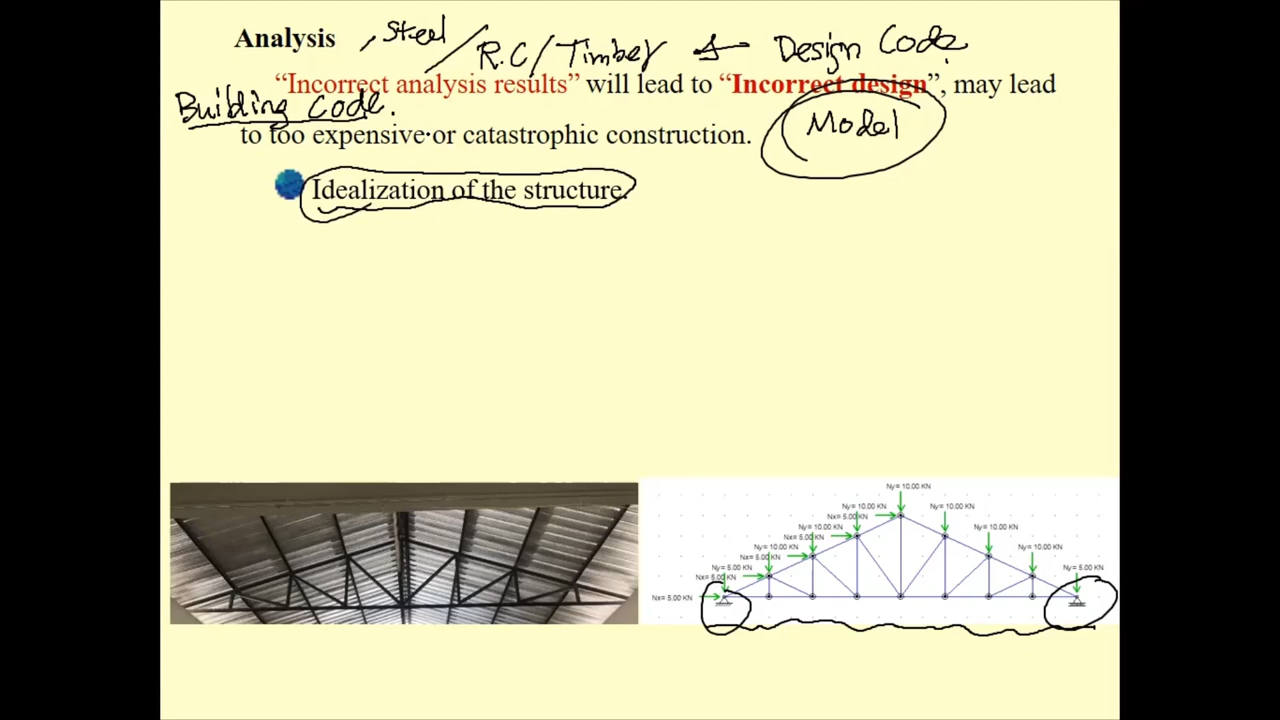 Analysis , Steel / R.C / Timber ← Design Code.
“Incorrect analysis results” will lead to “Incorrect design”, may lead
Building Code.
to too expensive or catastrophic construction.
Model
Idealization of the structure.
Ny= 10.00 KN
Ny= 10.00 KN Ny= 10.00 KN
Nx= 5.00 KN
Ny= 10.00 KN Ny= 10.00 KN
Nx= 5.00 KN
Ny= 10.00 KN Ny= 10.00 KN
Nx= 5.00 KN
Ny= 5.00 KN Ny= 5.00 KN
Nx= 5.00 KN
Nx= 5.00 KN